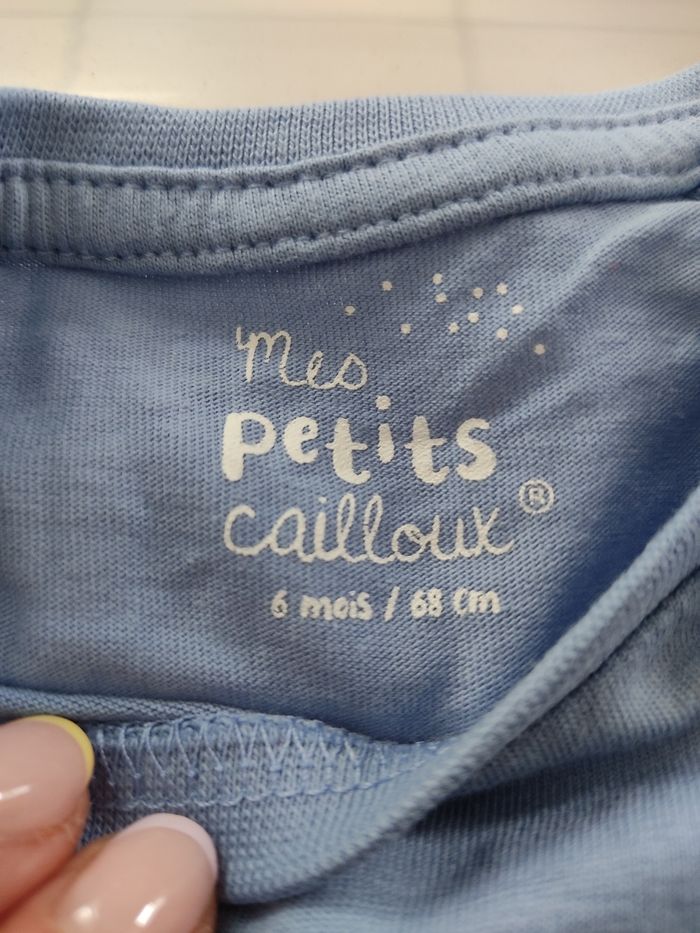 Mes
petits
cailloux ®
6 mois / 68 cm